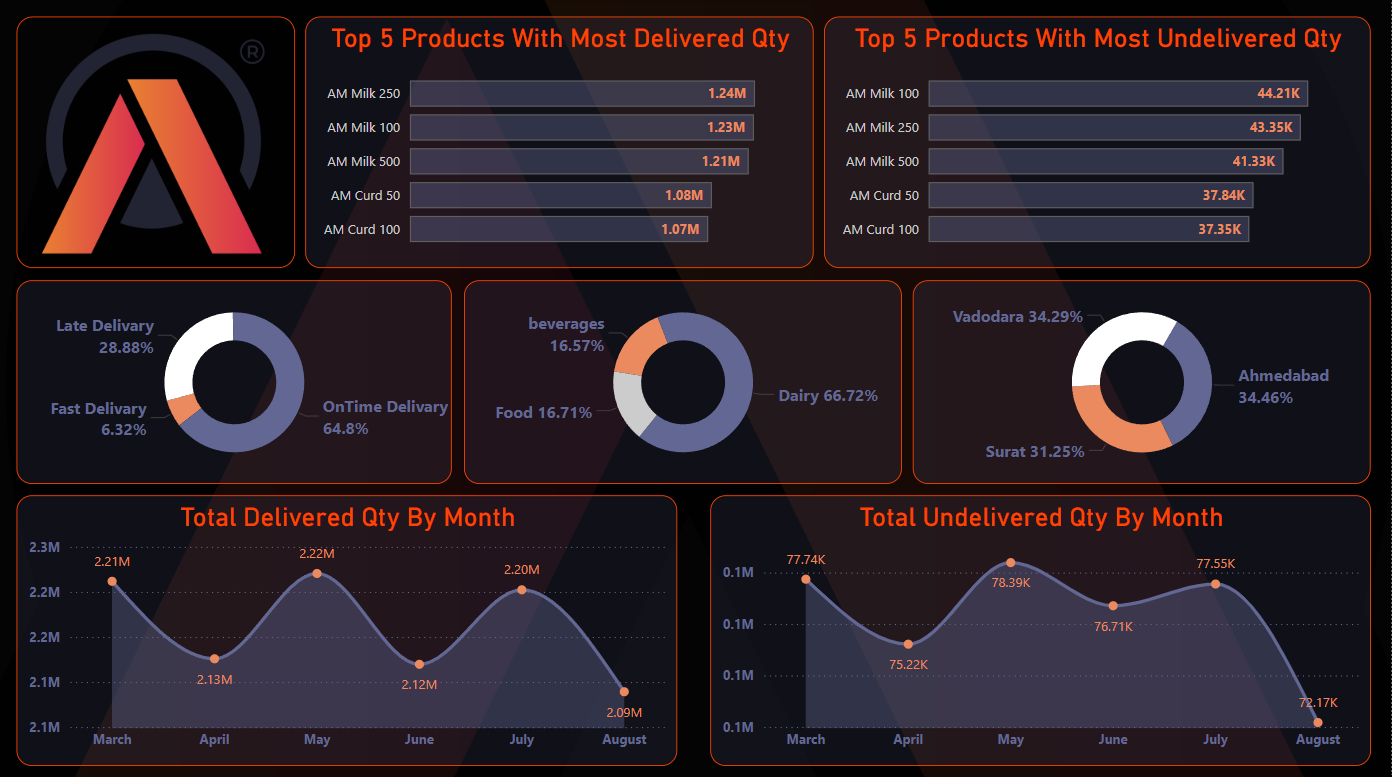 ®
Top 5 Products With Most Delivered Qty
AM Milk 250
1.24M
AM Milk 100
1.23M
AM Milk 500
1.21M
AM Curd 50
1.08M
AM Curd 100
1.07M
Top 5 Products With Most Undelivered Qty
AM Milk 100
44.21K
AM Milk 250
43.35K
AM Milk 500
41.33K
AM Curd 50
37.84K
AM Curd 100
37.35K
Late Delivary
28.88%
Fast Delivary
6.32%
OnTime Delivary
64.8%
beverages
16.57%
Food 16.71%
Dairy 66.72%
Vadodara 34.29%
Ahmedabad
34.46%
Surat 31.25%
Total Delivered Qty By Month
2.3M
2.2M
2.2M
2.1M
2.1M
2.21M
2.13M
2.22M
2.12M
2.20M
2.09M
March
April
May
June
July
August
Total Undelivered Qty By Month
0.1M
0.1M
0.1M
0.1M
77.74K
75.22K
78.39K
76.71K
77.55K
72.17K
March
April
May
June
July
August